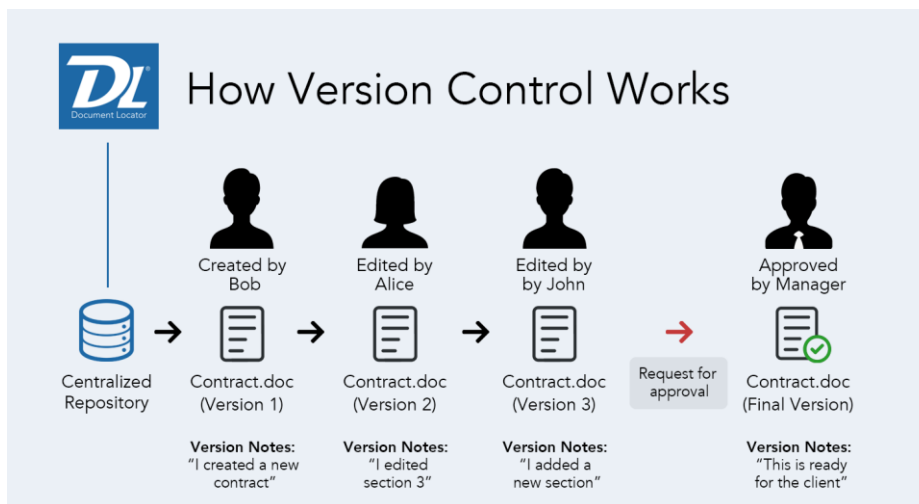 DL
Document Locator
How Version Control Works
Created by
Bob
Edited by
Alice
Edited by
by John
Approved
by Manager
Centralized
Repository
Contract.doc
(Version 1)
Contract.doc
(Version 2)
Contract.doc
(Version 3)
Request for
approval
Contract.doc
(Final Version)
Version Notes:
“I created a new
contract”
Version Notes:
“I edited
section 3”
Version Notes:
“I added a
new section”
Version Notes:
“This is ready
for the client”